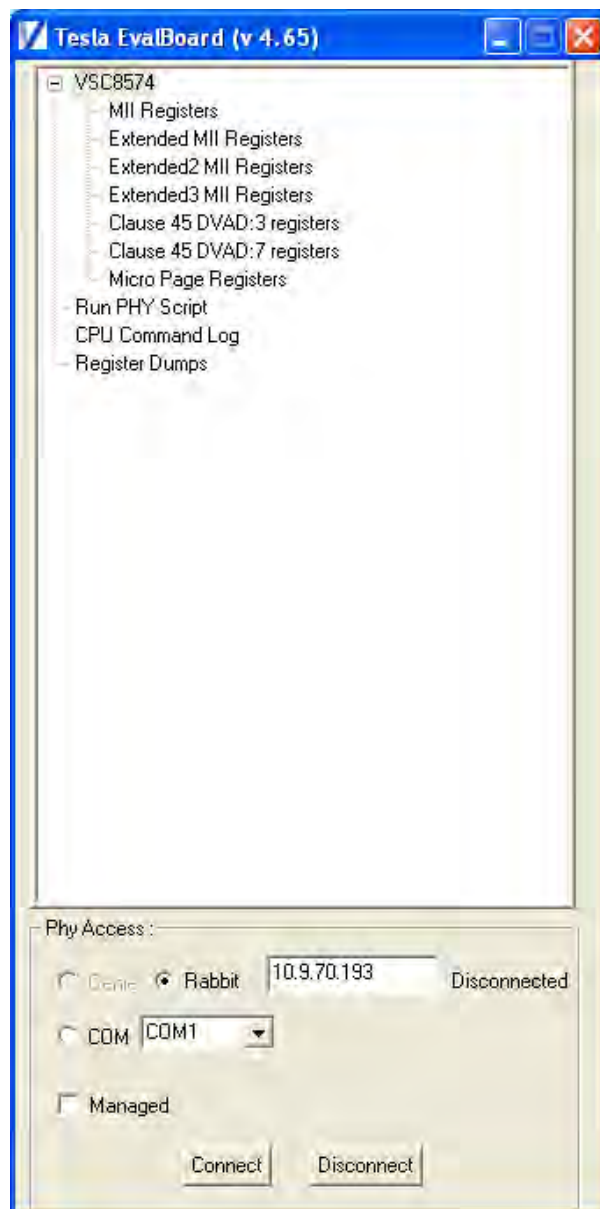 Tesla EvalBoard (v 4.65)
VSC8574
MII Registers
Extended MII Registers
Extended2 MII Registers
Extended3 MII Registers
Clause 45 DVAD:3 registers
Clause 45 DVAD:7 registers
Micro Page Registers
Run PHY Script
CPU Command Log
Register Dumps
Phy Access :
Rabbit 10.9.70.193 Disconnected
COM COM1
Managed
Connect Disconnect